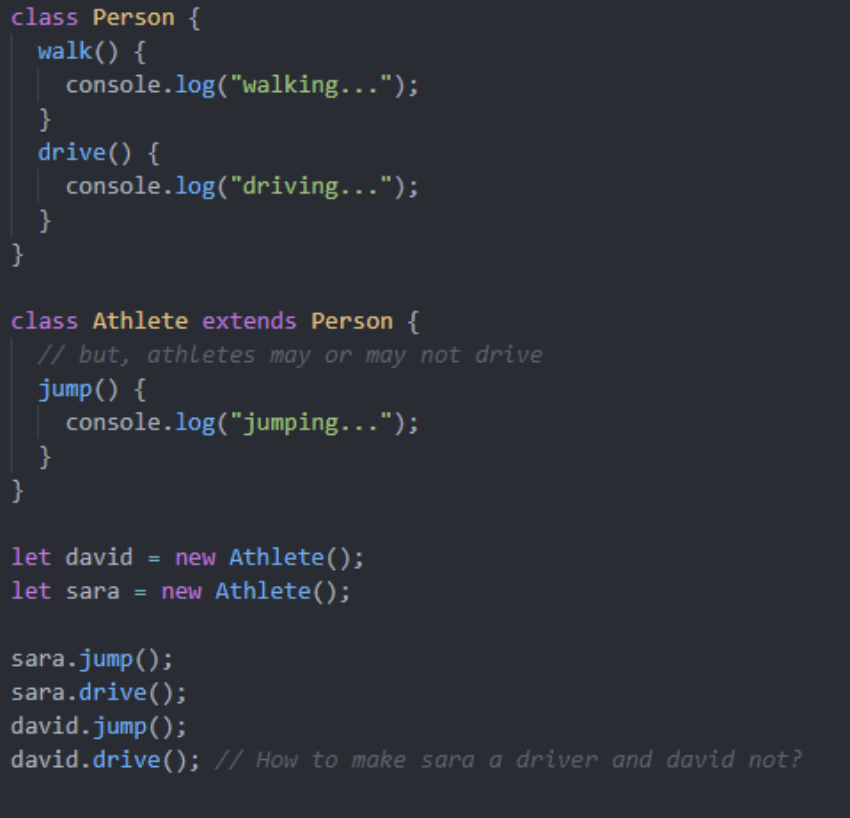 class Person {
  walk() {
    console.log("walking...");
  }
  drive() {
    console.log("driving...");
  }
}

class Athlete extends Person {
  // but, athletes may or may not drive
  jump() {
    console.log("jumping...");
  }
}

let david = new Athlete();
let sara = new Athlete();

sara.jump();
sara.drive();
david.jump();
david.drive(); // How to make sara a driver and david not?